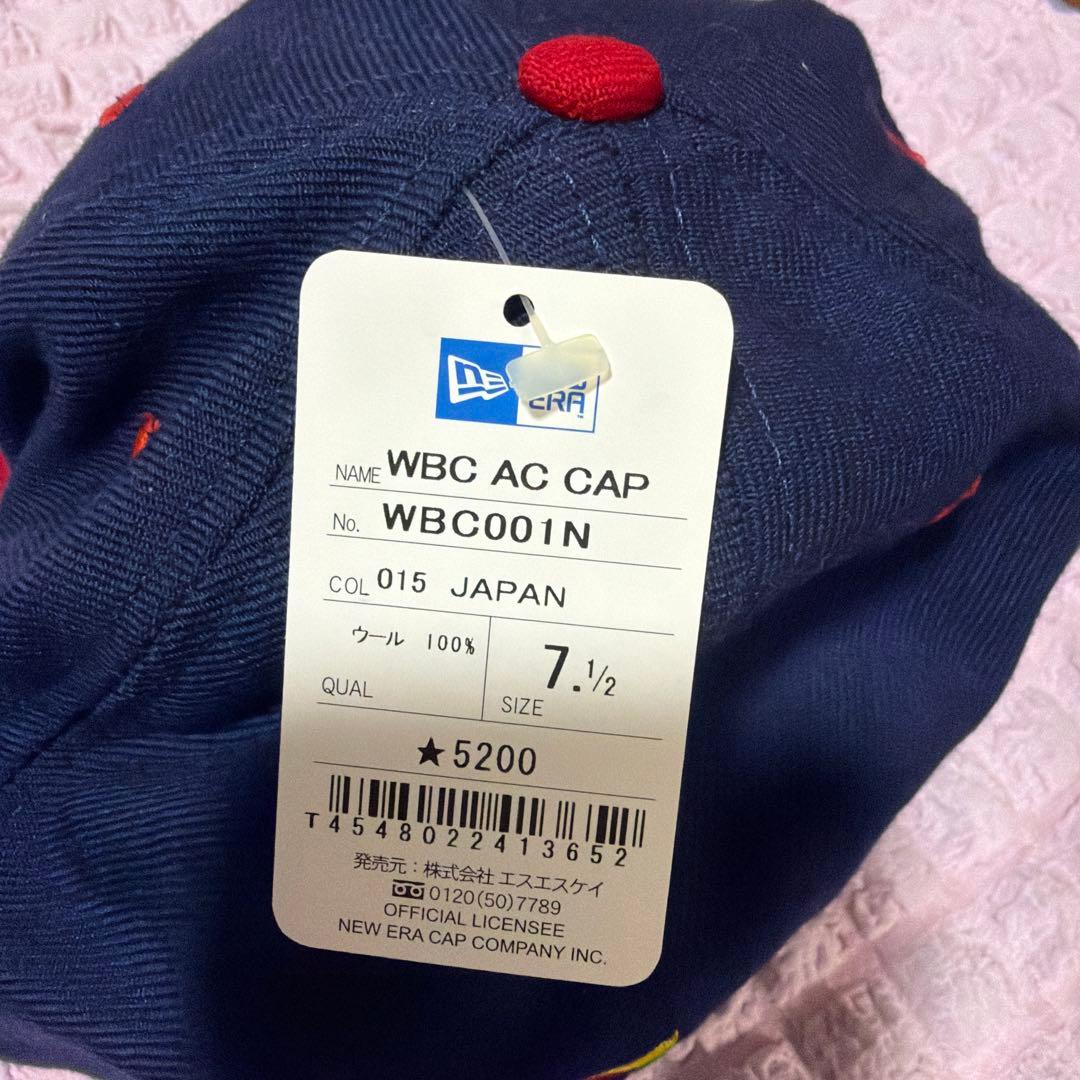 NE
ERA
NAME WBC AC CAP
No. WBC001N
COL 015 JAPAN
ウール 100%
QUAL
7.1/2
SIZE
★5200
T4548022413652
発売元：株式会社 エスエスケイ
0120(50)7789
OFFICIAL LICENSEE
NEW ERA CAP COMPANY INC.